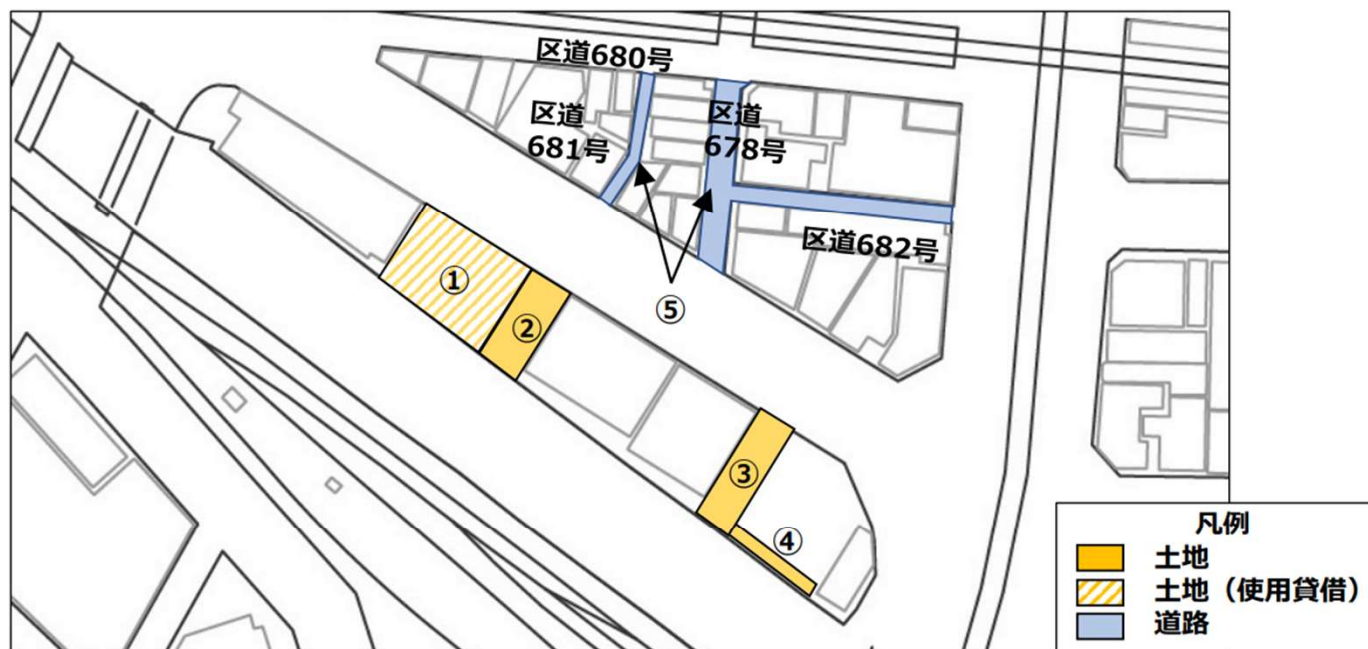 区道680号
区道
681号
区道
678号
区道682号
①
②
⑤
③
④
凡例
土地
土地（使用貸借）
道路